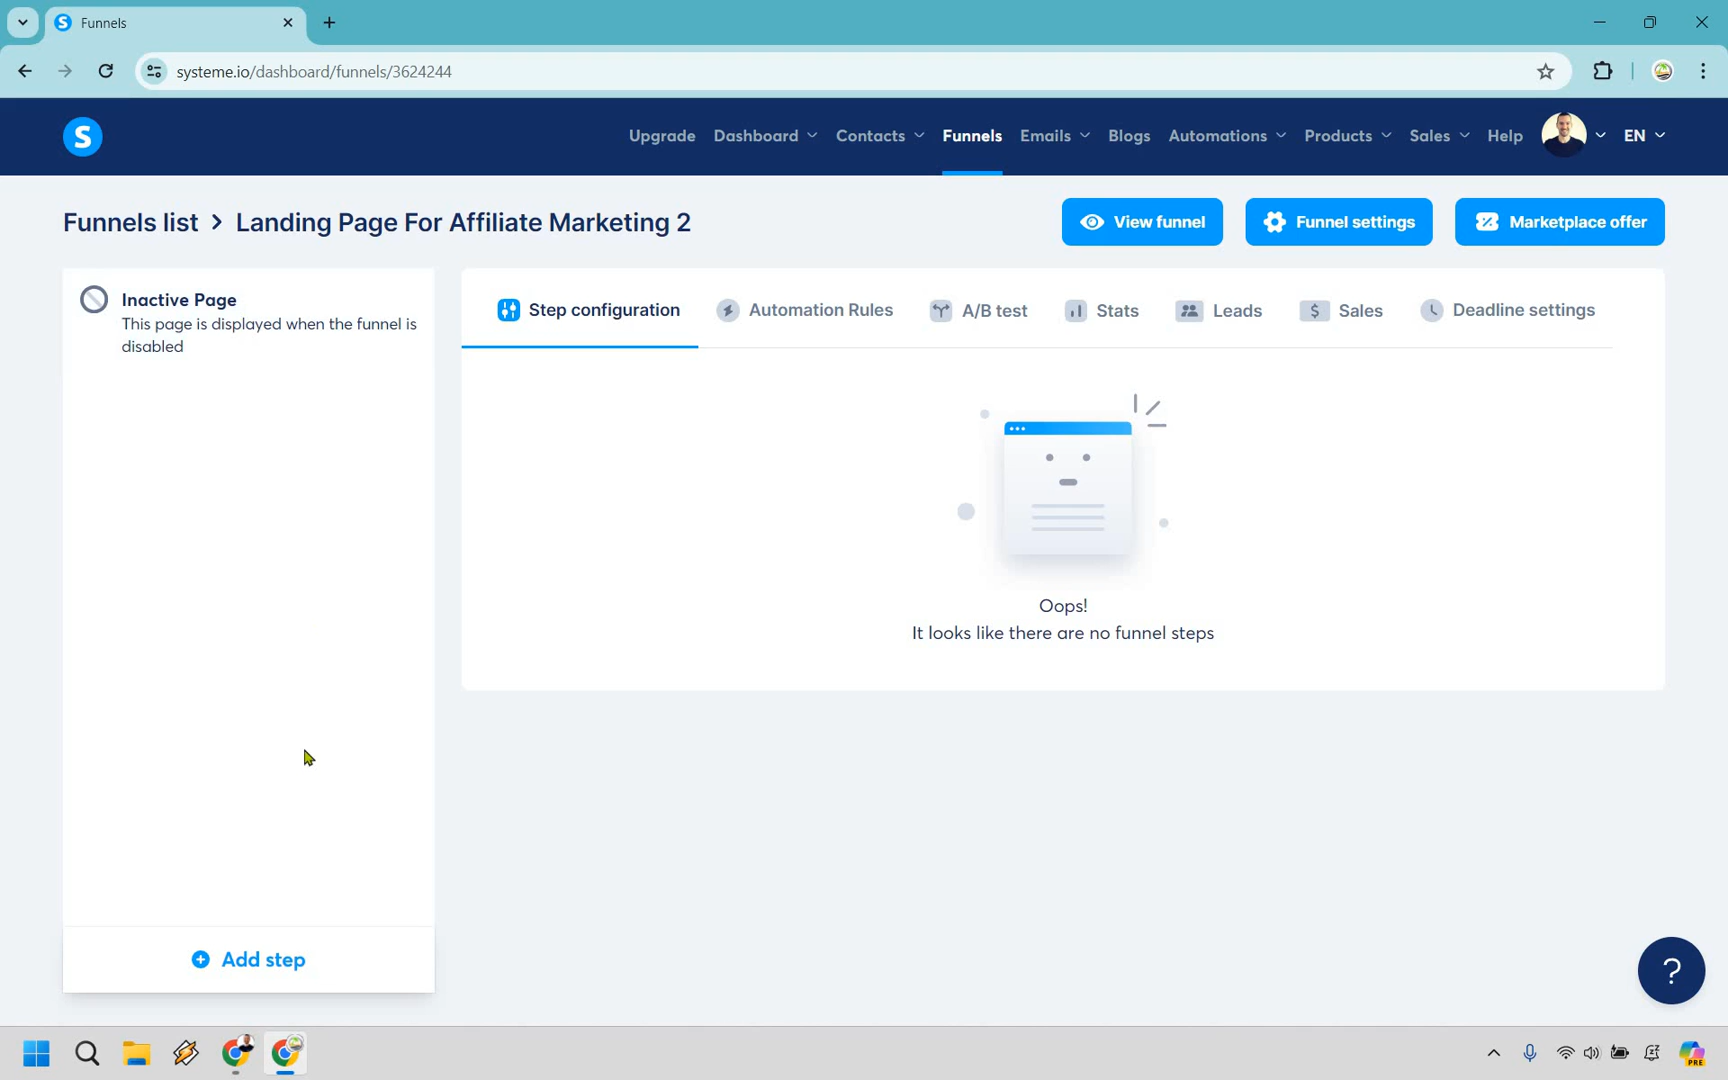 Funnels
systeme.io/dashboard/funnels/3624244
S
Upgrade Dashboard Contacts Funnels Emails Blogs Automations Products Sales Help EN
Funnels list > Landing Page For Affiliate Marketing 2
View funnel Funnel settings Marketplace offer
Inactive Page
This page is displayed when the funnel is
disabled
Step configuration Automation Rules A/B test Stats Leads $ Sales Deadline settings
Oops!
It looks like there are no funnel steps
Add step
?
PRE